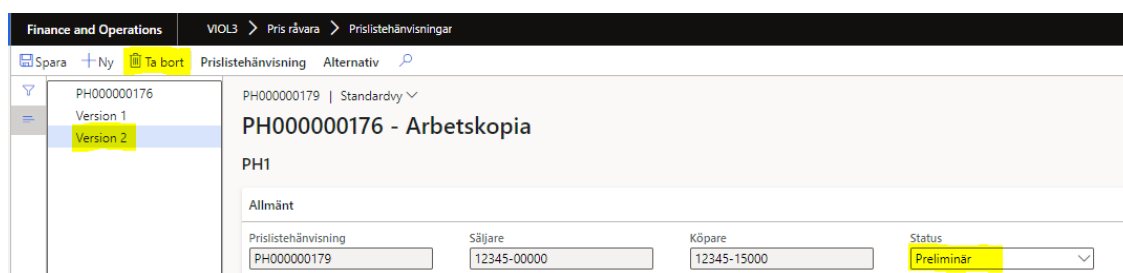 Finance and Operations VIOL3 > Pris råvara > Prislistehänvisningar
Spara + Ny Ta bort Prislistehänvisning Alternativ
PH000000176
Version 1
Version 2
PH000000179 | Standardvy
PH000000176 - Arbetskopia
PH1
Allmänt
Prislistehänvisning Säljare Köpare Status
PH000000179 12345-00000 12345-15000 Preliminär